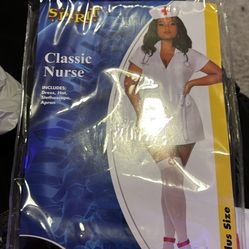 Classic
Nurse
INCLUDES:
Dress, Hat,
Stethoscope,
Apron
Plus Size